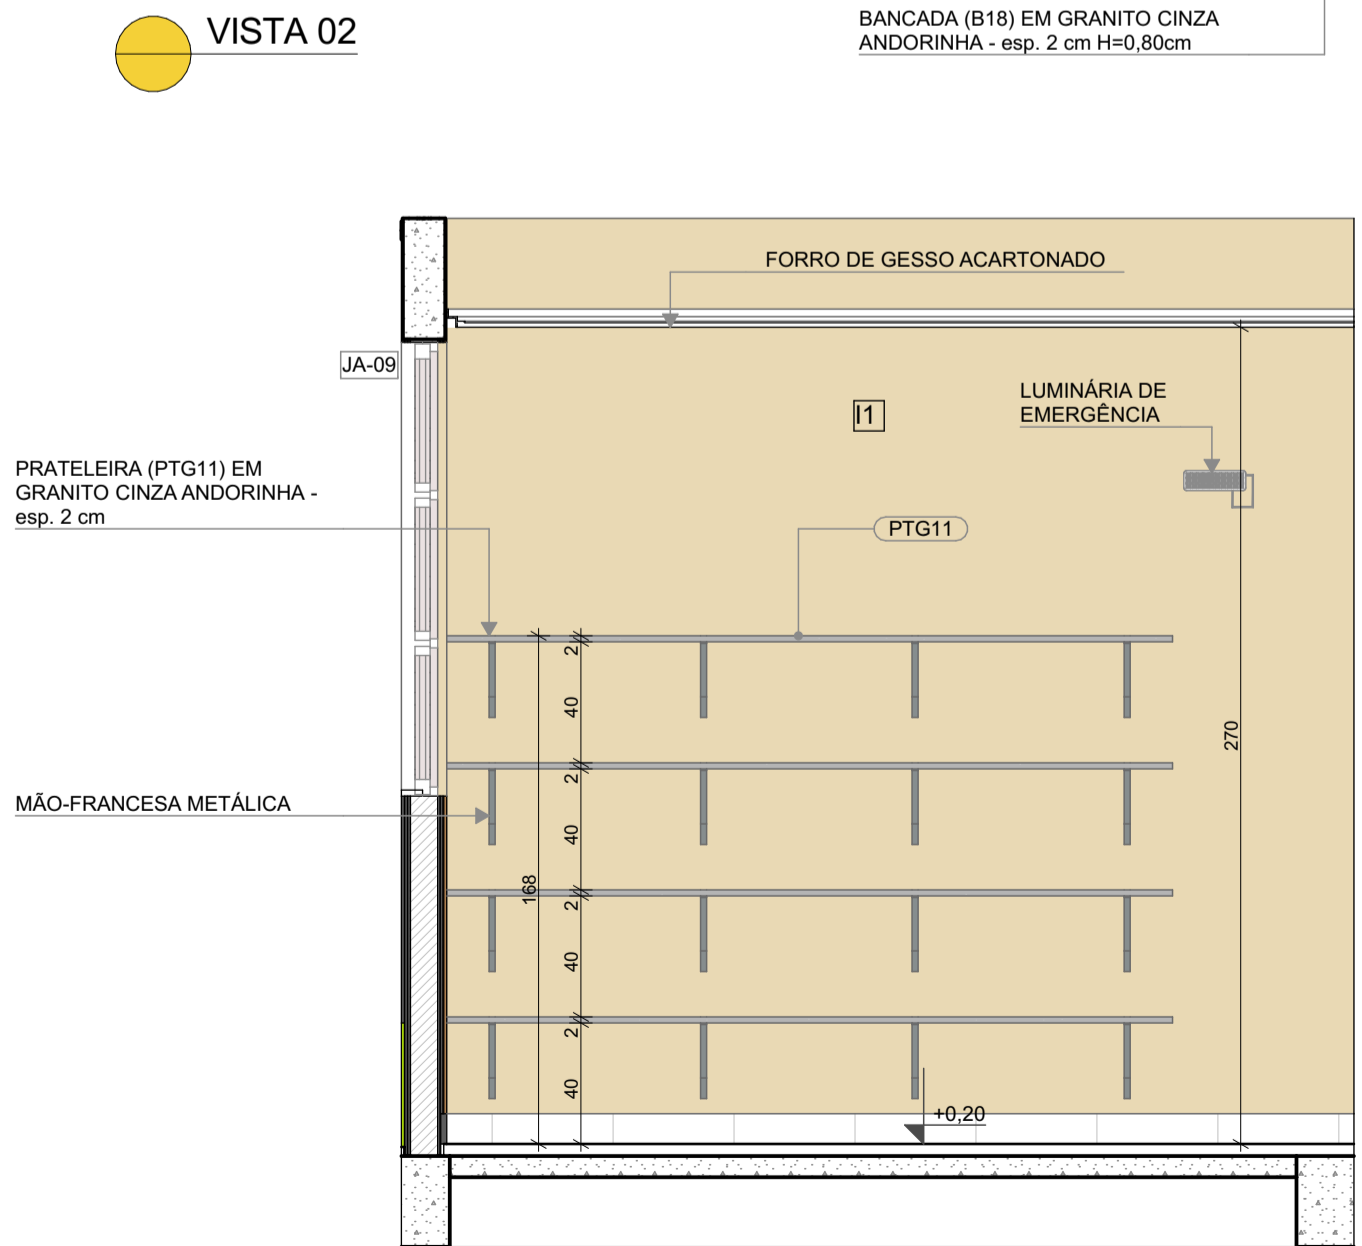 VISTA 02
BANCADA (B18) EM GRANITO CINZA
ANDORINHA - esp. 2 cm H=0,80cm
FORRO DE GESSO ACARTONADO
JA-09
I1
LUMINÁRIA DE
EMERGÊNCIA
PRATELEIRA (PTG11) EM
GRANITO CINZA ANDORINHA -
esp. 2 cm
PTG11
2
40
270
2
MÃO-FRANCESA METÁLICA
40
168
2
40
2
40
+0,20